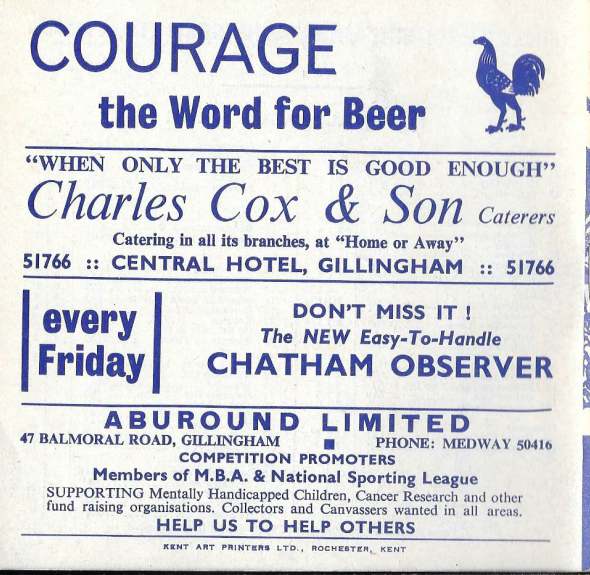 COURAGE
the Word for Beer
"WHEN ONLY THE BEST IS GOOD ENOUGH"
Charles Cox & Son Caterers
Catering in all its branches, at "Home or Away"
51766 :: CENTRAL HOTEL, GILLINGHAM :: 51766
every
Friday
DON'T MISS IT !
The NEW Easy-To-Handle
CHATHAM OBSERVER
ABUROUND LIMITED
47 BALMORAL ROAD, GILLINGHAM ■ PHONE: MEDWAY 50416
COMPETITION PROMOTERS
Members of M.B.A. & National Sporting League
SUPPORTING Mentally Handicapped Children, Cancer Research and other
fund raising organisations. Collectors and Canvassers wanted in all areas.
HELP US TO HELP OTHERS
KENT ART PRINTERS LTD., ROCHESTER, KENT